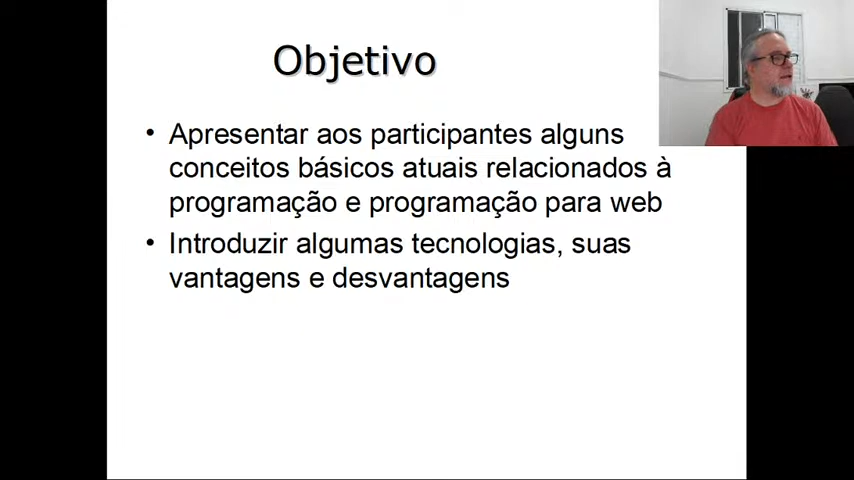 Objetivo
• Apresentar aos participantes alguns
conceitos básicos atuais relacionados à
programação e programação para web
• Introduzir algumas tecnologias, suas
vantagens e desvantagens